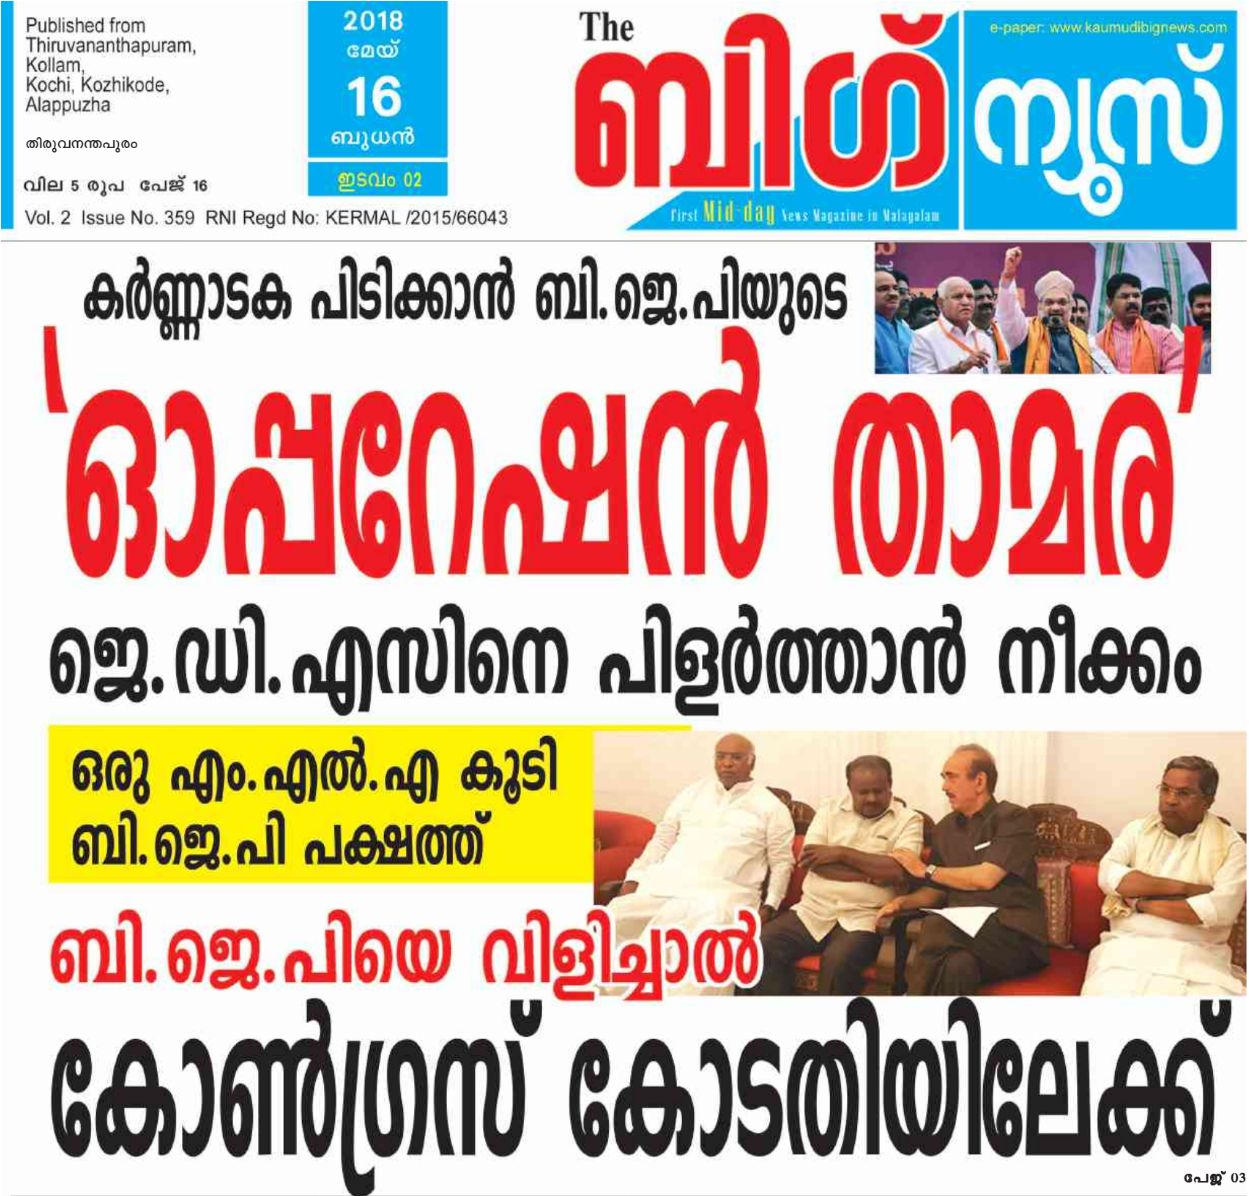 Published from
Thiruvananthapuram,
Kollam,
Kochi, Kozhikode,
Alappuzha
തിരുവനന്തപുരം
വില 5 രൂപ പേജ് 16
Vol. 2 Issue No. 359 RNI Regd No: KERMAL /2015/66043
2018
മേയ്
16
ബുധൻ
ഇടവം 02
The
ബിഗ്
ന്യൂസ്
e-paper: www.kaumudibignews.com
First Mid-day News Magazine in Malayalam
കർണ്ണാടക പിടിക്കാൻ ബി.ജെ.പിയുടെ
'ഓപ്പറേഷൻ താമര'
ജെ.ഡി.എസിനെ പിളർത്താൻ നീക്കം
ഒരു എം.എൽ.എ കൂടി
ബി.ജെ.പി പക്ഷത്ത്
ബി.ജെ.പിയെ വിളിച്ചാൽ
കോൺഗ്രസ് കോടതിയിലേക്ക്
പേജ് 03